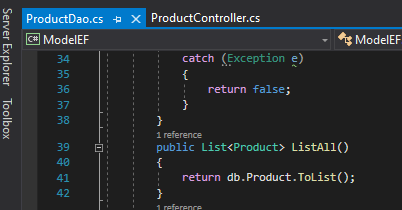 ProductDao.cs ProductController.cs
Server Explorer
Toolbox
C# ModelEF ModelEF
34 catch (Exception e)
35 {
36 return false;
37 }
38 }
1 reference
39 public List<Product> ListAll()
40 {
41 return db.Product.ToList();
42 }
1 reference